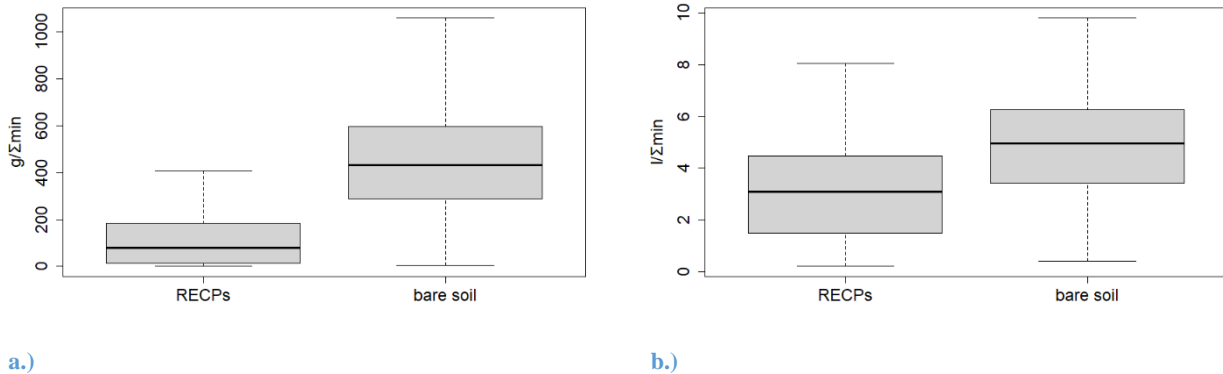 g/Σmin
1000
800
600
400
200
0
RECPs
bare soil
a.)
l/Σmin
10
8
6
4
2
0
RECPs
bare soil
b.)